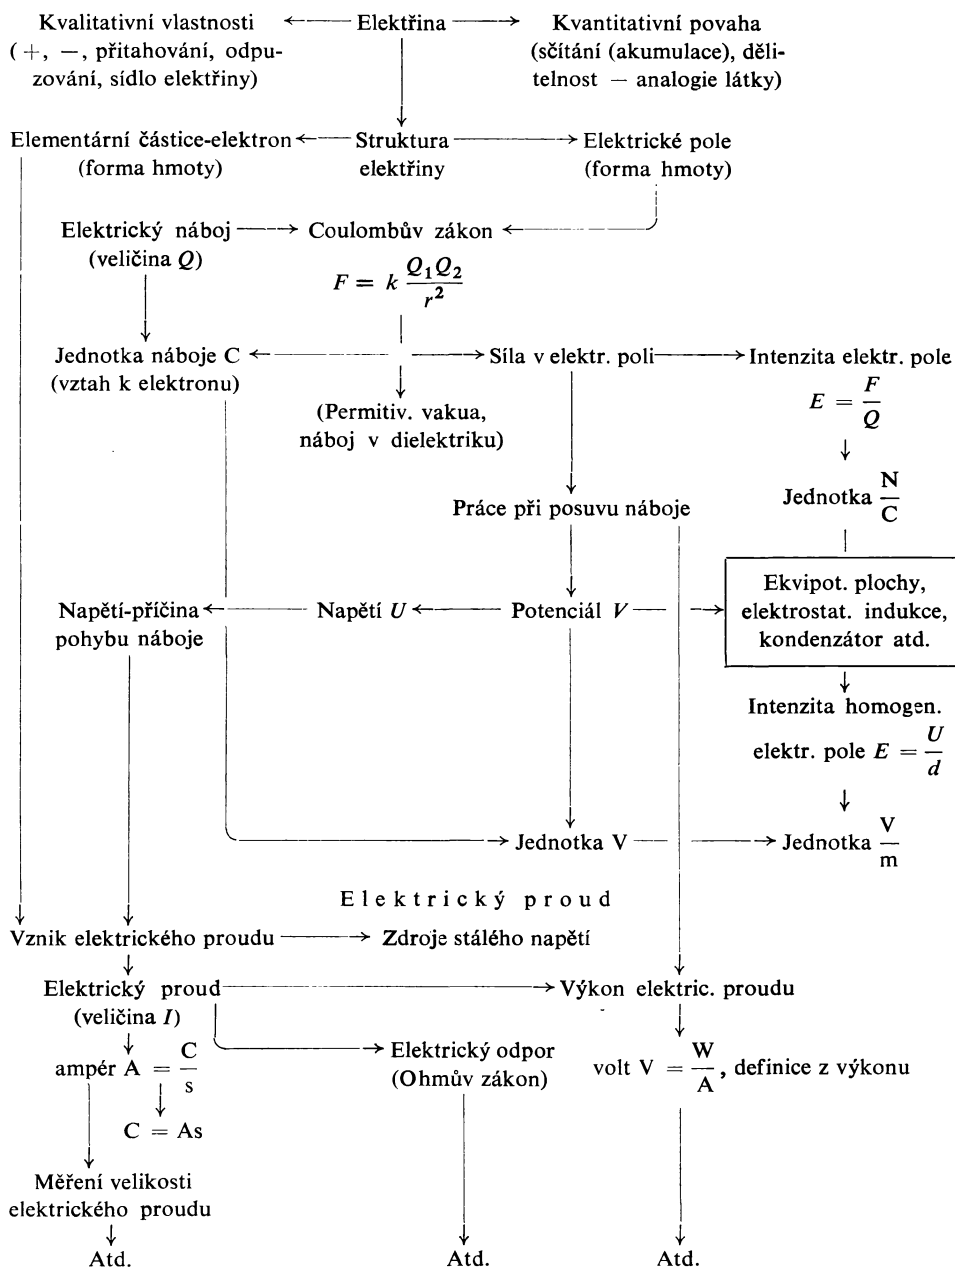 Kvalitativní vlastnosti
(+, −, přitahování, odpu-
zování, sídlo elektřiny)
Elektřina
Kvantitativní povaha
(sčítání (akumulace), děli-
telnost — analogie látky)
Elementární částice-elektron
(forma hmoty)
Struktura
elektřiny
Elektrické pole
(forma hmoty)
Elektrický náboj
(veličina Q)
Coulombův zákon
F = k Q₁Q₂/r²
Jednotka náboje C
(vztah k elektronu)
Síla v elektr. poli
Intenzita elektr. pole
E = F/Q
(Permitiv. vakua,
náboj v dielektriku)
Jednotka N/C
Práce při posuvu náboje
Ekvipot. plochy,
elektrostat. indukce,
kondenzátor atd.
Napětí-příčina
pohybu náboje
Napětí U
Potenciál V
Intenzita homogen.
elektr. pole E = U/d
Jednotka V
Jednotka V/m
Elektrický proud
Vznik elektrického proudu
Zdroje stálého napětí
Elektrický proud
(veličina I)
Výkon elektric. proudu
ampér A = C/s
Elektrický odpor
(Ohmův zákon)
volt V = W/A, definice z výkonu
C = As
Měření velikosti
elektrického proudu
Atd.
Atd.
Atd.